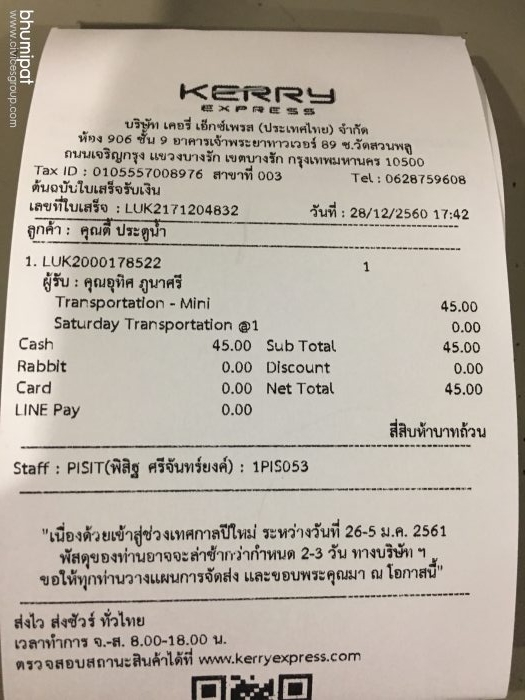 bhumipat
www.civicesgroup.com
KERRY
EXPRESS
บริษัท เคอรี่ เอ็กซ์เพรส (ประเทศไทย) จำกัด
ห้อง 906 ชั้น 9 อาคารเจ้าพระยาทาวเวอร์ 89 ซ.วัดสวนพลู
ถนนเจริญกรุง แขวงบางรัก เขตบางรัก กรุงเทพมหานคร 10500
Tax ID : 0105557008976 สาขาที่ 003 Tel : 0628759608
ต้นฉบับใบเสร็จรับเงิน
เลขที่ใบเสร็จ : LUK2171204832 วันที่ : 28/12/2560 17:42
ลูกค้า : คุณตี๋ ประตูน้ำ
1. LUK2000178522 1
ผู้รับ : คุณอุทิศ ภูนาศรี
Transportation - Mini 45.00
Saturday Transportation @1 0.00
Cash 45.00 Sub Total 45.00
Rabbit 0.00 Discount 0.00
Card 0.00 Net Total 45.00
LINE Pay 0.00
สี่สิบห้าบาทถ้วน
Staff : PISIT(พิสิฐ ศรีจันทร์ยงค์) : 1PIS053
"เนื่องด้วยเข้าสู่ช่วงเทศกาลปีใหม่ ระหว่างวันที่ 26-5 ม.ค. 2561
พัสดุของท่านอาจจะล่าช้ากว่ากำหนด 2-3 วัน ทางบริษัท ฯ
ขอให้ทุกท่านวางแผนการจัดส่ง และขอบพระคุณมา ณ โอกาสนี้"
ส่งไว ส่งชัวร์ ทั่วไทย
เวลาทำการ จ.-ส. 8.00-18.00 น.
ตรวจสอบสถานะสินค้าได้ที่ www.kerryexpress.com